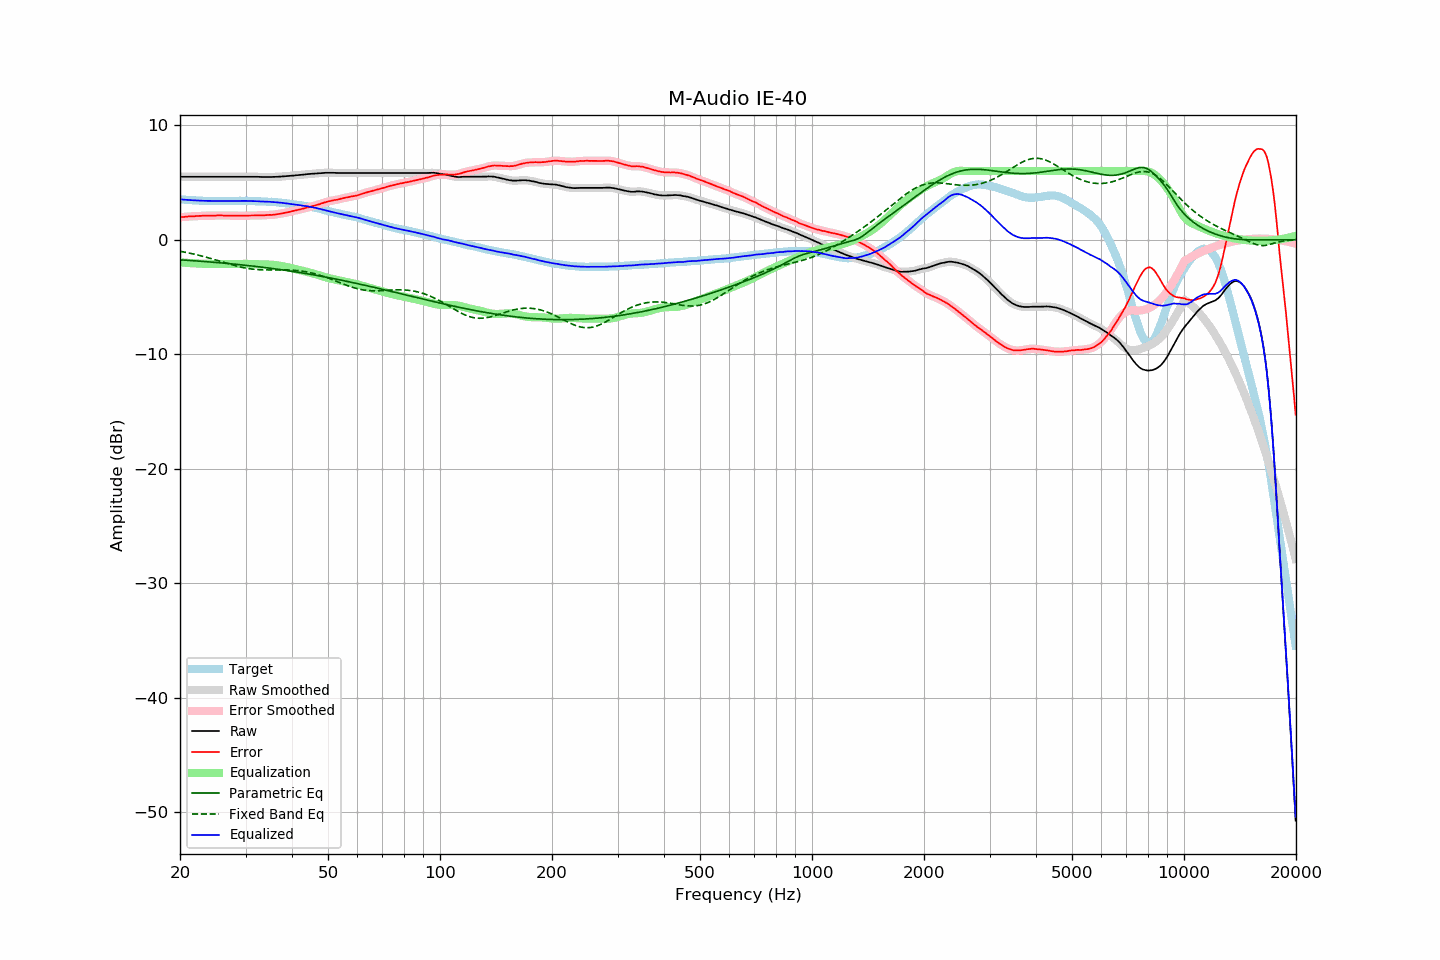 M-Audio IE-40
10
0
−10
−20
−30
−40
−50
Amplitude (dBr)
Target
Raw Smoothed
Error Smoothed
Raw
Error
Equalization
Parametric Eq
Fixed Band Eq
Equalized
20 50 100 200 500 1000 2000 5000 10000 20000
Frequency (Hz)